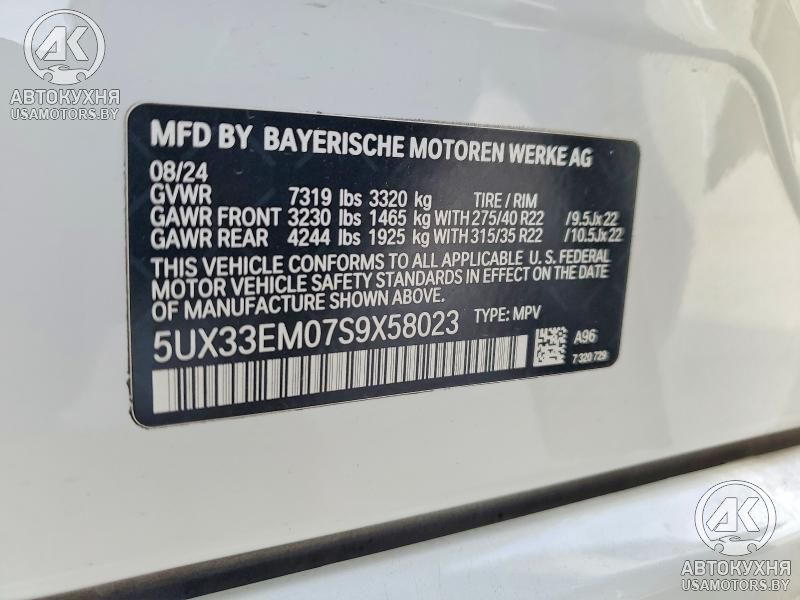 AK
АВТОКУХНЯ
USAMOTORS.BY
MFD BY BAYERISCHE MOTOREN WERKE AG
08/24
GVWR 7319 lbs 3320 kg TIRE / RIM
GAWR FRONT 3230 lbs 1465 kg WITH 275/40 R22 /9.5Jx22
GAWR REAR 4244 lbs 1925 kg WITH 315/35 R22 /10.5Jx22
THIS VEHICLE CONFORMS TO ALL APPLICABLE U. S. FEDERAL
MOTOR VEHICLE SAFETY STANDARDS IN EFFECT ON THE DATE
OF MANUFACTURE SHOWN ABOVE.
5UX33EM07S9X58023 TYPE: MPV
A96
7 320 729
AK
АВТОКУХНЯ
USAMOTORS.BY